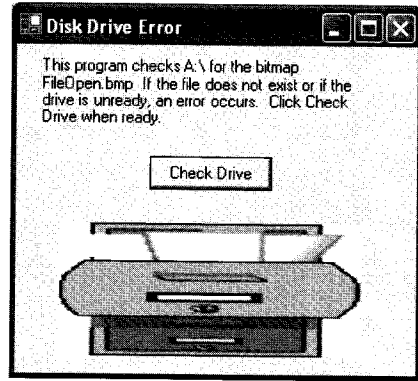 Disk Drive Error
This program checks A:\ for the bitmap
FileOpen.bmp If the file does not exist or if the
drive is unready, an error occurs. Click Check
Drive when ready.
Check Drive